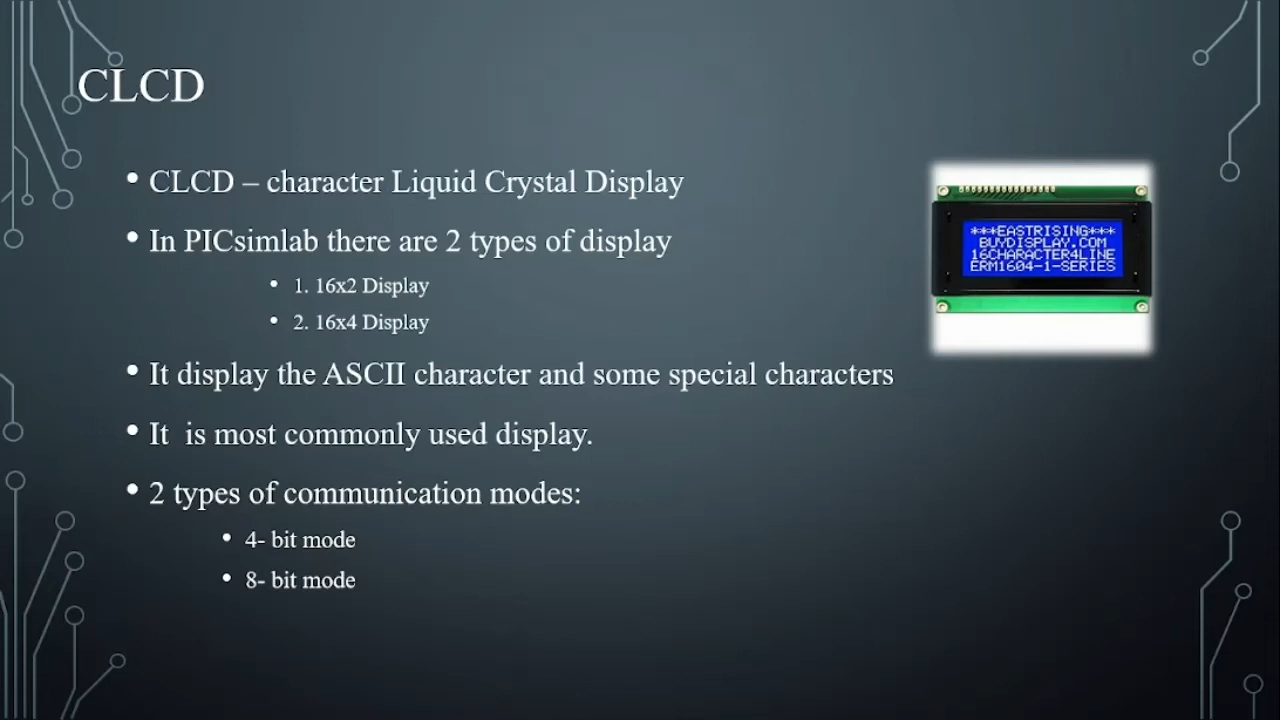 CLCD
• CLCD – character Liquid Crystal Display
• In PICsimlab there are 2 types of display
• 1. 16x2 Display
• 2. 16x4 Display
• It display the ASCII character and some special characters
• It  is most commonly used display.
• 2 types of communication modes:
• 4- bit mode
• 8- bit mode
***EASTRISING***
BUYDISPLAY.COM
16CHARACTER4LINE
ERM1604-1-SERIES